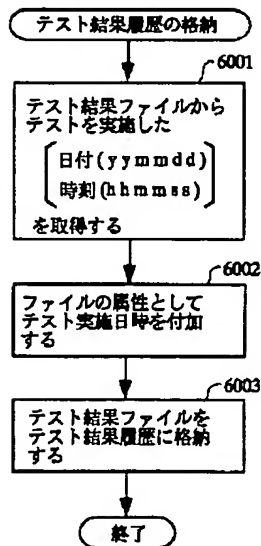 テスト結果履歴の格納
6001
テスト結果ファイルから
テストを実施した
日付(yymmdd)
時刻(hhmmss)
を取得する
6002
ファイルの属性として
テスト実施日時を付加
する
6003
テスト結果ファイルを
テスト結果履歴に格納
する
終了